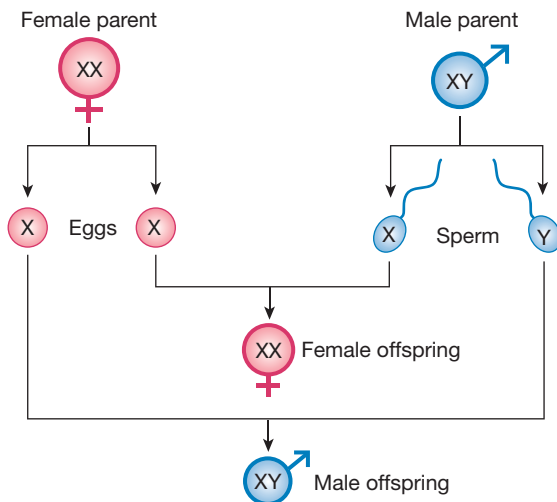 Female parent
Male parent
XX
XY
X
Eggs
X
X
Sperm
Y
XX
Female offspring
XY
Male offspring